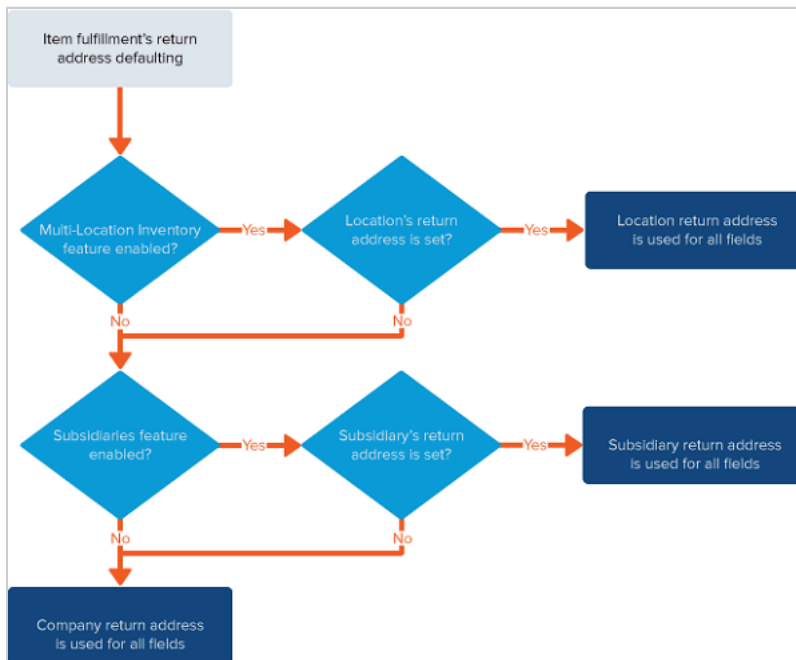 Item fulfillment's return
address defaulting
Multi-Location Inventory
feature enabled?
Yes
Location's return
address is set?
Yes
Location return address
is used for all fields
No
No
Subsidiaries feature
enabled?
Yes
Subsidiary's return
address is set?
Yes
Subsidiary return address
is used for all fields
No
No
Company return address
is used for all fields